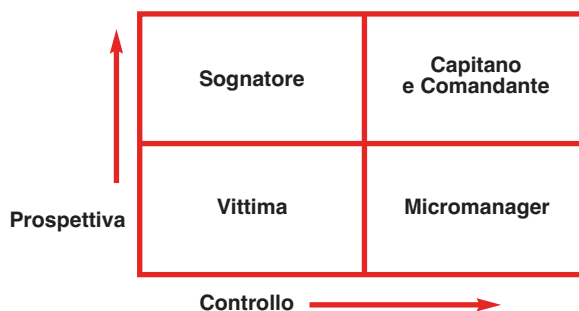 Sognatore
Capitano
e Comandante
Prospettiva
Vittima
Micromanager
Controllo